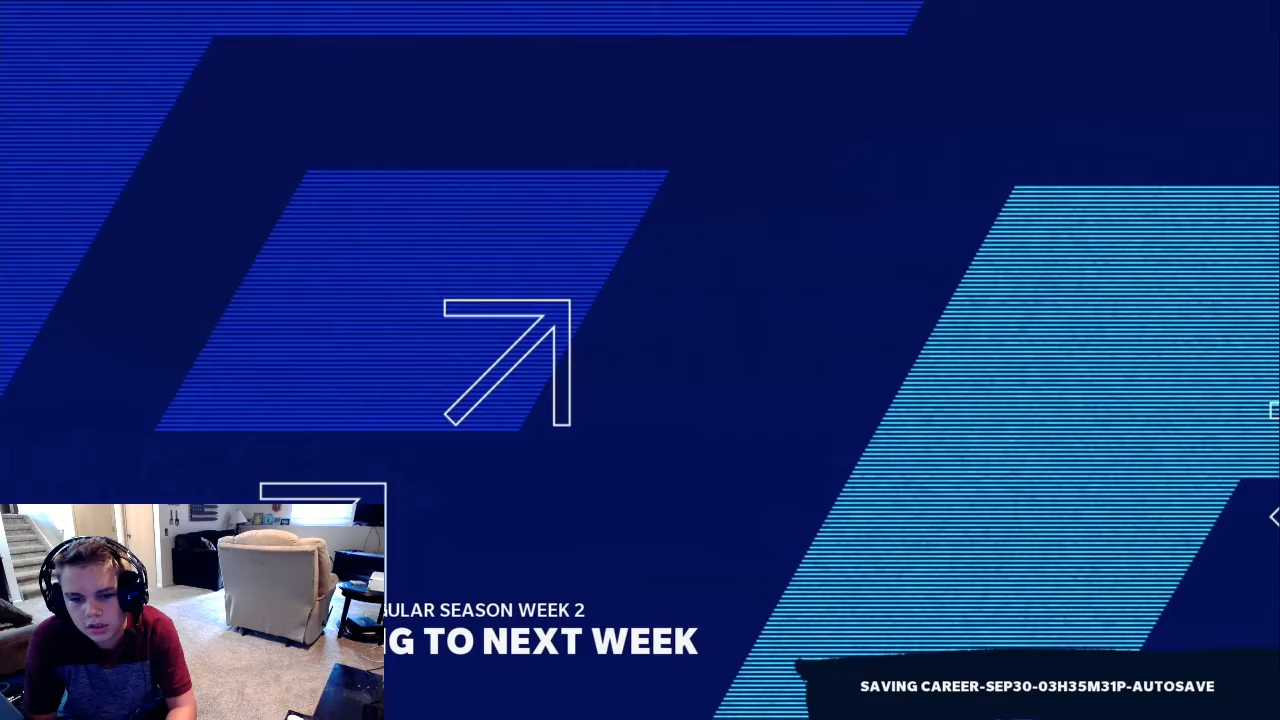 ULAR SEASON WEEK 2
G TO NEXT WEEK
SAVING CAREER-SEP30-03H35M31P-AUTOSAVE